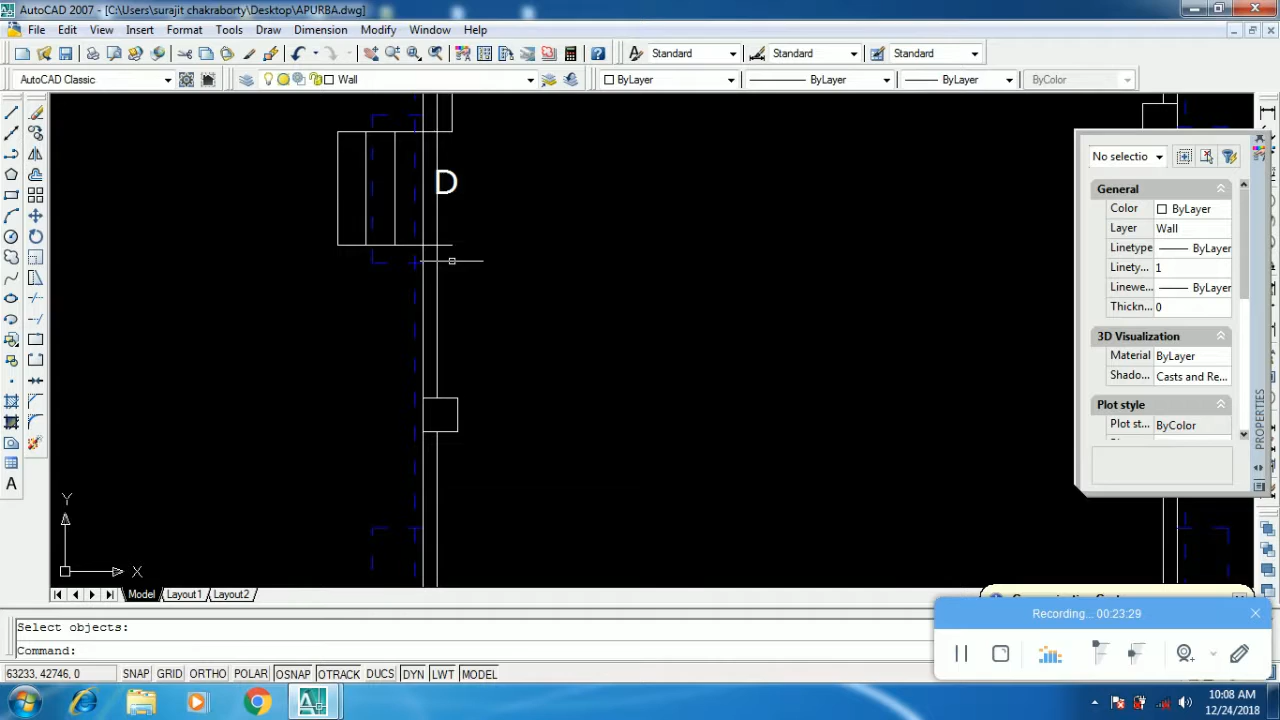 AutoCAD 2007 - [C:\Users\surajit chakraborty\Desktop\APURBA.dwg]
File Edit View Insert Format Tools Draw Dimension Modify Window Help
Standard Standard Standard
AutoCAD Classic Wall ByLayer ByLayer ByLayer ByColor
No selectio
General
Color ByLayer
Layer Wall
Linetype ByLayer
Linety... 1
Linewe... ByLayer
Thickn... 0
3D Visualization
Material ByLayer
Shado... Casts and Re...
Plot style
Plot st... ByColor
PROPERTIES
D
Y
X
Model Layout1 Layout2
Select objects:
Command:
Recording... 00:23:29
63233, 42746, 0 SNAP GRID ORTHO POLAR OSNAP OTRACK DUCS DYN LWT MODEL
10:08 AM
12/24/2018